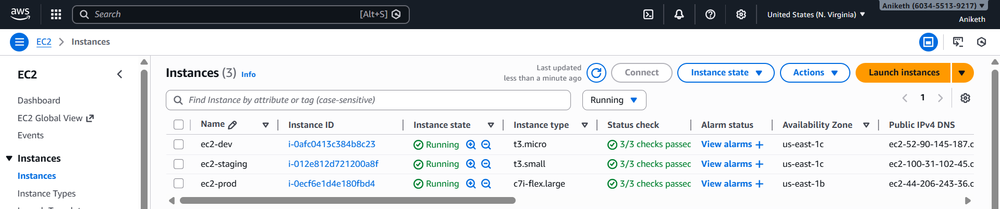 aws
Search [Alt+S]
United States (N. Virginia)
Aniketh (6034-5513-9217)
Aniketh
EC2 Instances
EC2
Dashboard
EC2 Global View
Events
Instances
Instances
Instance Types
Instances (3) Info
Last updated
less than a minute ago
Connect
Instance state
Actions
Launch instances
Find Instance by attribute or tag (case-sensitive)
Running
1
Name Instance ID Instance state Instance type Status check Alarm status Availability Zone Public IPv4 DNS
ec2-dev i-0afc0413c384b8c23 Running t3.micro 3/3 checks passed View alarms + us-east-1c ec2-52-90-145-187.c
ec2-staging i-012e812d721200a8f Running t3.small 3/3 checks passed View alarms + us-east-1c ec2-100-31-102-45.c
ec2-prod i-0ecf6e1d4e180fbd4 Running c7i-flex.large 3/3 checks passed View alarms + us-east-1b ec2-44-206-243-36.c